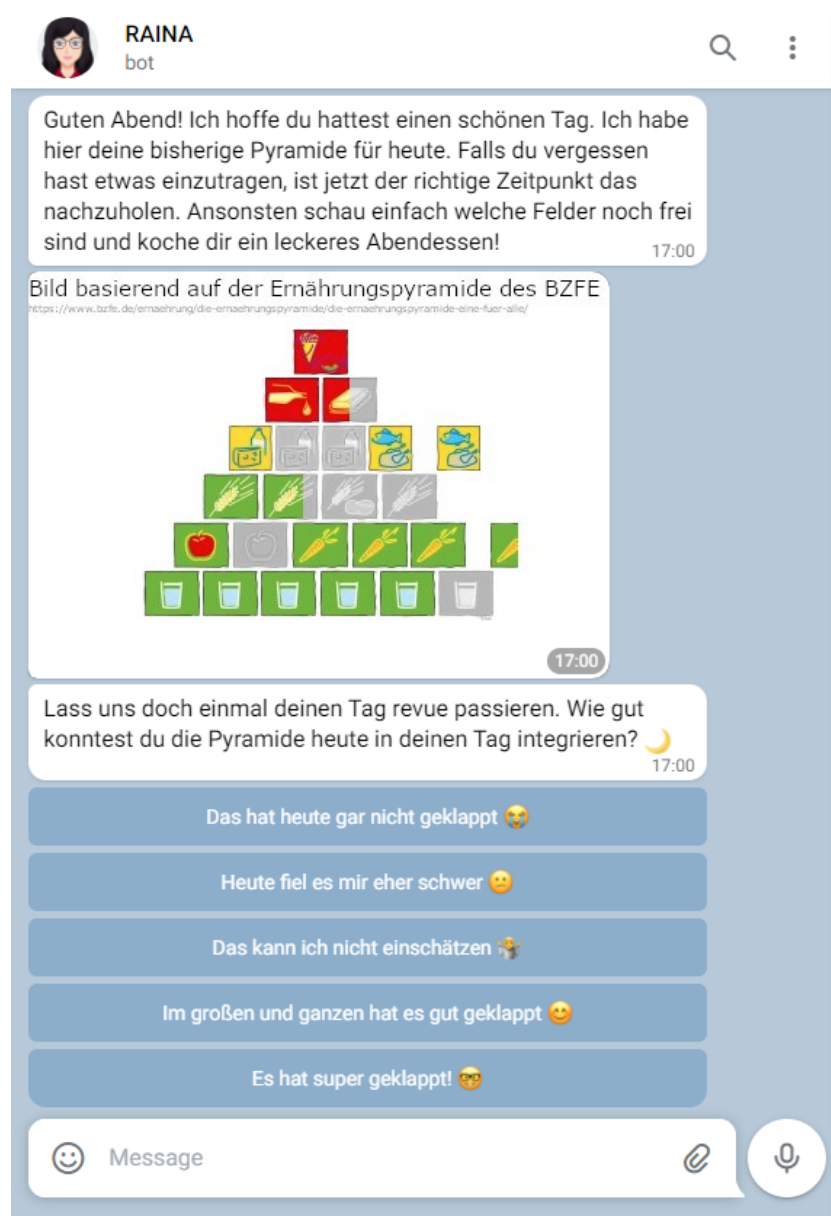 RAINA
bot
Guten Abend! Ich hoffe du hattest einen schönen Tag. Ich habe
hier deine bisherige Pyramide für heute. Falls du vergessen
hast etwas einzutragen, ist jetzt der richtige Zeitpunkt das
nachzuholen. Ansonsten schau einfach welche Felder noch frei
sind und koche dir ein leckeres Abendessen!
17:00
Bild basierend auf der Ernährungspyramide des BZFE
https://www.bzfe.de/ernaehrung/die-ernaehrungspyramide/die-ernaehrungspyramide-eine-fuer-alle/
17:00
Lass uns doch einmal deinen Tag revue passieren. Wie gut
konntest du die Pyramide heute in deinen Tag integrieren? 🌙
17:00
Das hat heute gar nicht geklappt 😭
Heute fiel es mir eher schwer 😕
Das kann ich nicht einschätzen 🤷
Im großen und ganzen hat es gut geklappt 😊
Es hat super geklappt! 🤓
Message